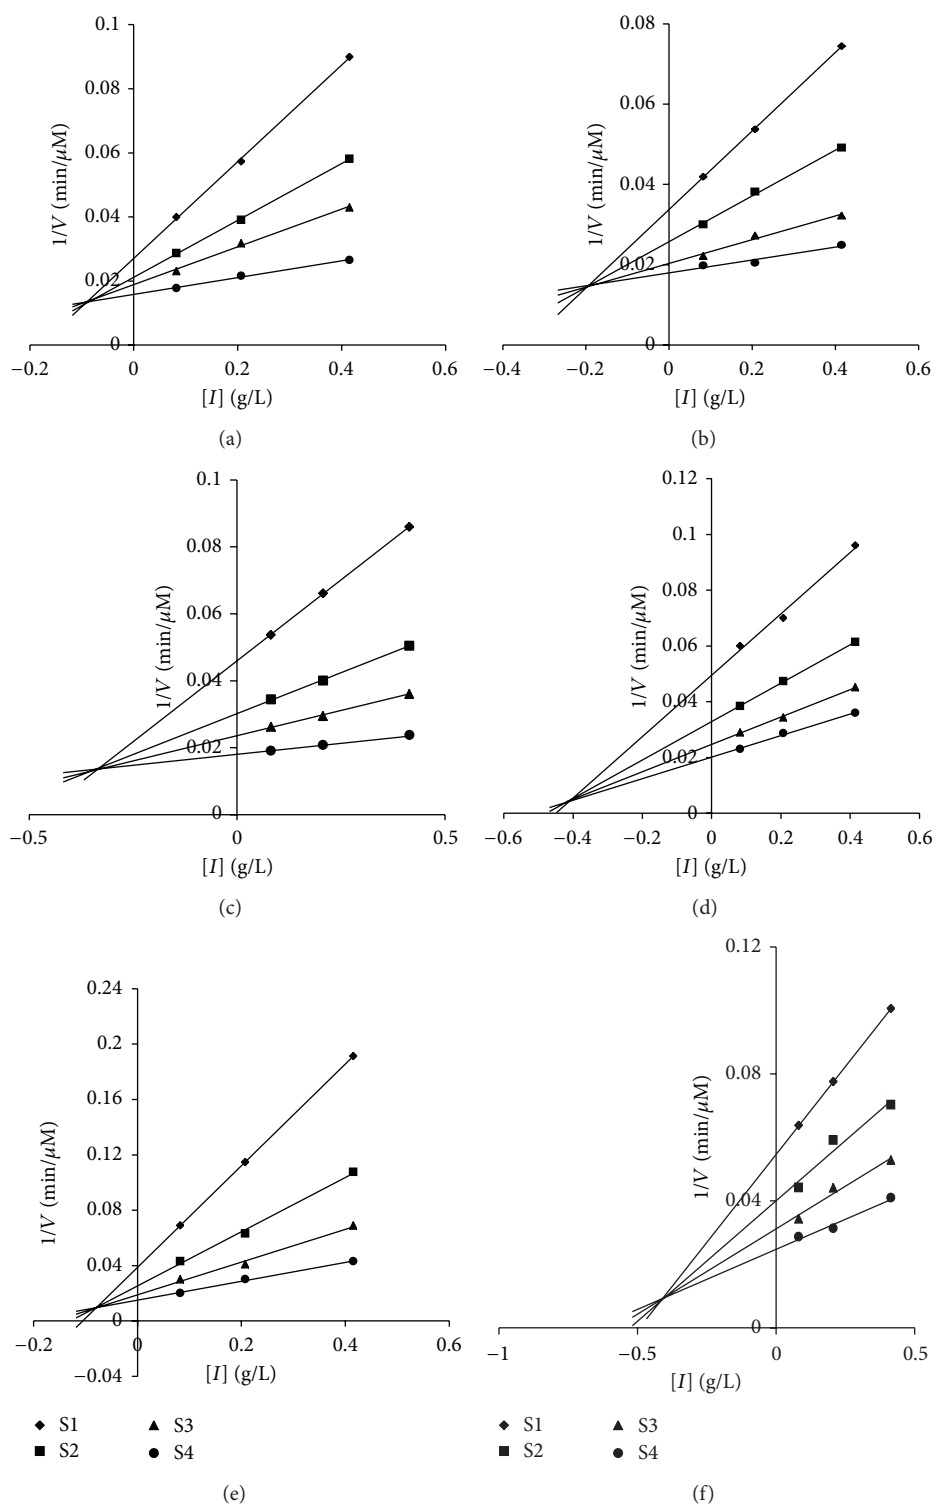 0.1
0.08
0.06
0.04
0.02
0
−0.2
0
0.2
0.4
0.6
1/V (min/μM)
[I] (g/L)
(a)
0.08
0.06
0.04
0.02
0
−0.4
−0.2
0
0.2
0.4
0.6
1/V (min/μM)
[I] (g/L)
(b)
0.1
0.08
0.06
0.04
0.02
0
−0.5
0
0.5
1/V (min/μM)
[I] (g/L)
(c)
0.12
0.1
0.08
0.06
0.04
0.02
0
−0.6
−0.4
−0.2
0
0.2
0.4
0.6
1/V (min/μM)
[I] (g/L)
(d)
0.24
0.2
0.16
0.12
0.08
0.04
0
−0.04
−0.2
0
0.2
0.4
0.6
1/V (min/μM)
[I] (g/L)
S1
S3
S2
S4
(e)
0.12
0.08
0.04
0
−1
−0.5
0
0.5
1/V (min/μM)
[I] (g/L)
S1
S3
S2
S4
(f)